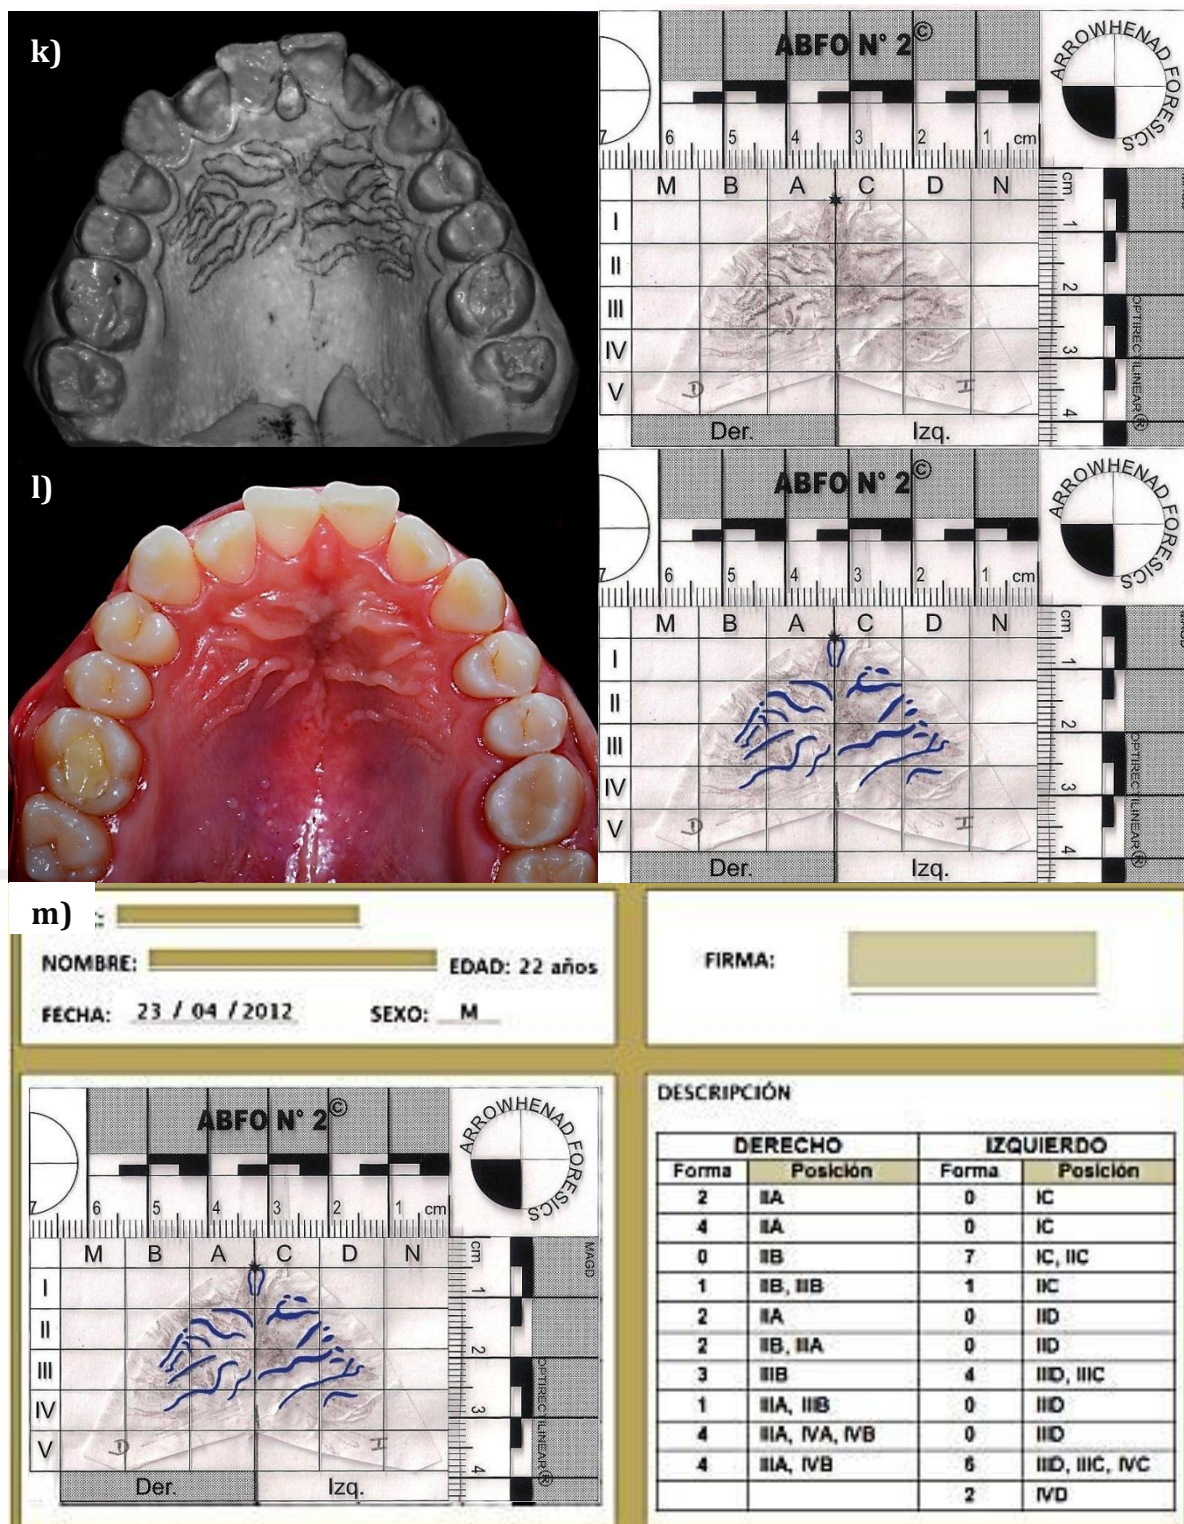 k)
ABFO N° 2©
ARROWHENAD FORESICS
7 6 5 4 3 2 1 cm
M B A C D N
cm
I
1
II
2
III
OPTIRECTILINEAR®
IV
3
V
D I
4
Der. Izq.
l)
ABFO N° 2©
ARROWHENAD FORESICS
7 6 5 4 3 2 1 cm
M B A C D N
cm
I
1
II
2
III
OPTIRECTILINEAR®
IV
3
V
D I
4
Der. Izq.
m)
NOMBRE: EDAD: 22 años
FECHA: 23 / 04 / 2012 SEXO: M
FIRMA:
ABFO N° 2©
ARROWHENAD FORESICS
7 6 5 4 3 2 1 cm
M B A C D N
cm
MAGD
I
1
II
2
III
OPTIRECTILINEAR®
IV
3
V
D I
4
Der. Izq.
DESCRIPCIÓN
DERECHO IZQUIERDO
Forma Posición Forma Posición
2 IIA 0 IC
4 IIA 0 IC
0 IIB 7 IC, IIC
1 IIB, IIIB 1 IIC
2 IIA 0 IID
2 IIB, IIIA 0 IID
3 IIIB 4 IIID, IIIC
1 IIIA, IIIB 0 IIID
4 IIIA, IVA, IVB 0 IIID
4 IIIA, IVB 6 IIID, IIIC, IVC
2 IVD